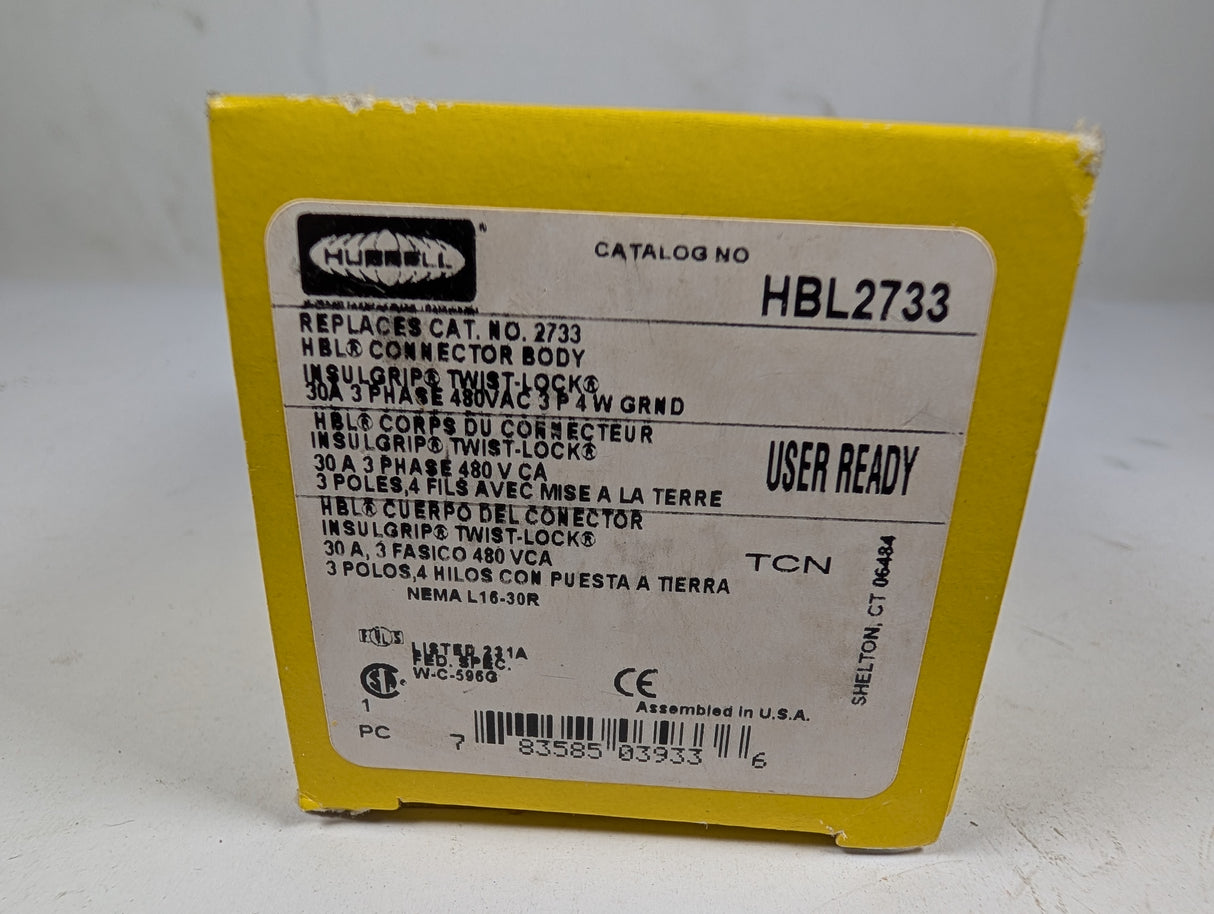 HUBBELL
®
CATALOG NO
HBL2733
REPLACES CAT. NO. 2733
HBL® CONNECTOR BODY
INSULGRIP® TWIST-LOCK®
30A 3 PHASE 480VAC 3 P 4 W GRND
HBL® CORPS DU CONNECTEUR
INSULGRIP® TWIST-LOCK®
30 A 3 PHASE 480 V CA
3 POLES,4 FILS AVEC MISE A LA TERRE
USER READY
HBL® CUERPO DEL CONECTOR
INSULGRIP® TWIST-LOCK®
30 A, 3 FASICO 480 VCA
3 POLOS,4 HILOS CON PUESTA A TIERRA
NEMA L16-30R
TCN
SHELTON, CT 06484
LISTED 231A
FED. SPEC.
W-C-596G
CE
Assembled in U.S.A.
1
PC
7 83585 03933 6